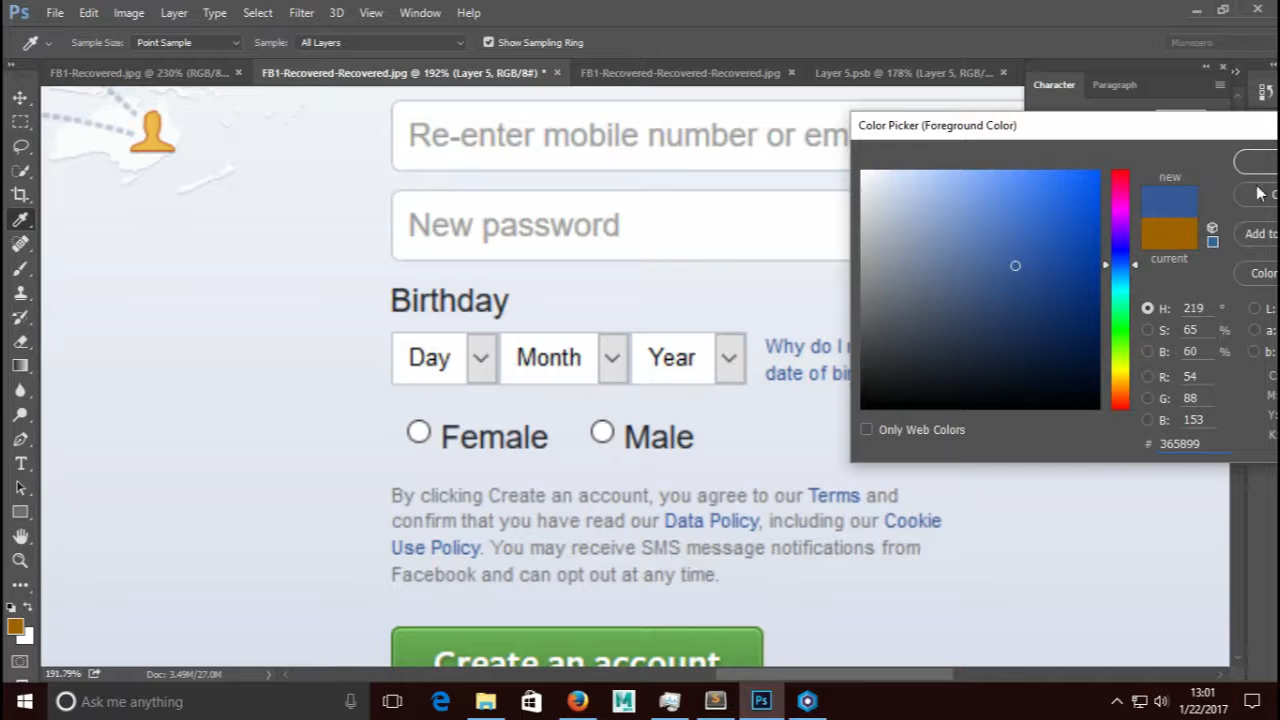 Ps File Edit Image Layer Type Select Filter 3D View Window Help
Sample Size: Point Sample Sample: All Layers Show Sampling Ring
FB1-Recovered.jpg @ 230% (RGB/8... × FB1-Recovered-Recovered.jpg @ 192% (Layer 5, RGB/8#) * × FB1-Recovered-Recovered-Recovered.jpg × Layer 5.psb @ 178% (Layer 5, RGB/... ×
Character Paragraph
Color Picker (Foreground Color)
Re-enter mobile number or em
new
current
Add to
Color
New password
Birthday
Day Month Year
Why do I
date of bir
H: 219 °
S: 65 %
B: 60 %
R: 54
G: 88
B: 153
# 365899
L:
a:
b:
C
M:
Y:
K:
Only Web Colors
Female Male
By clicking Create an account, you agree to our Terms and
confirm that you have read our Data Policy, including our Cookie
Use Policy. You may receive SMS message notifications from
Facebook and can opt out at any time.
Create an account
191.79% Doc: 3.49M/27.0M
Ask me anything
13:01
1/22/2017